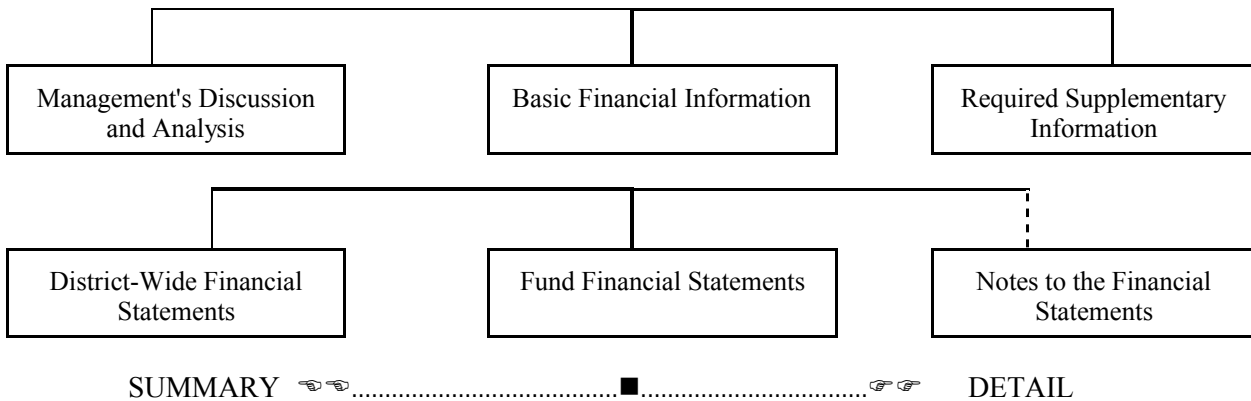 Management's Discussion
and Analysis
Basic Financial Information
Required Supplementary
Information
District-Wide Financial
Statements
Fund Financial Statements
Notes to the Financial
Statements
SUMMARY ☜☜........................................■..................................☞☞ DETAIL